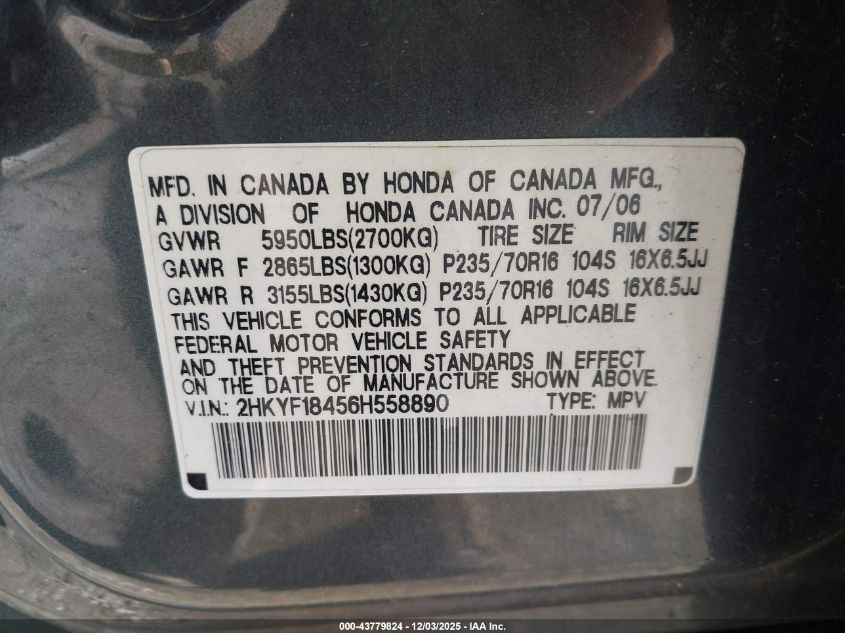 MFD. IN CANADA BY HONDA OF CANADA MFG.,
A DIVISION OF HONDA CANADA INC. 07/06
GVWR 5950LBS(2700KG) TIRE SIZE RIM SIZE
GAWR F 2865LBS(1300KG) P235/70R16 104S 16X6.5JJ
GAWR R 3155LBS(1430KG) P235/70R16 104S 16X6.5JJ
THIS VEHICLE CONFORMS TO ALL APPLICABLE
FEDERAL MOTOR VEHICLE SAFETY
AND THEFT PREVENTION STANDARDS IN EFFECT
ON THE DATE OF MANUFACTURE SHOWN ABOVE.
V.I.N.: 2HKYF18456H558890 TYPE: MPV
000-43779824 - 12/03/2025 - IAA Inc.